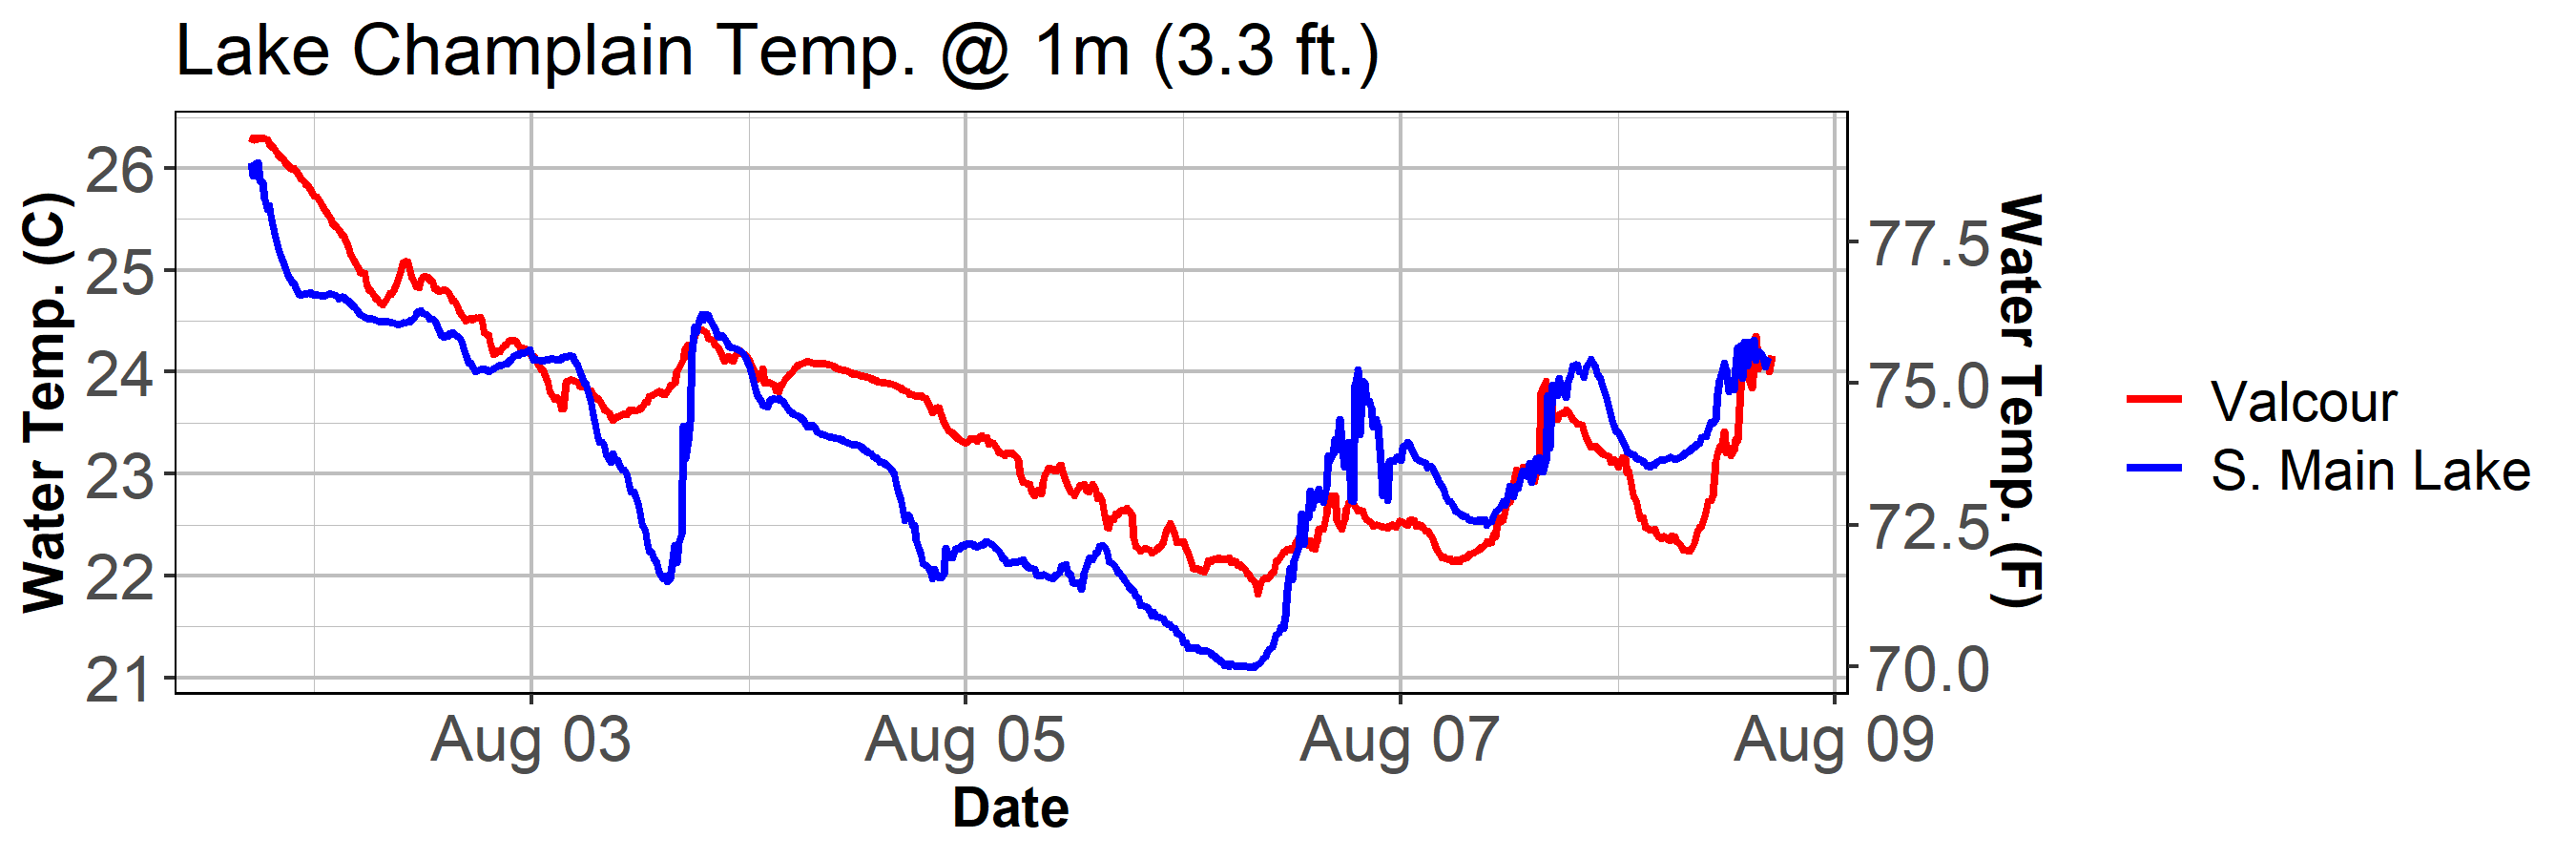 Lake Champlain Temp. @ 1m (3.3 ft.)
Water Temp. (C)
26
25
24
23
22
21
77.5
75.0
72.5
70.0
Water Temp. (F)
Aug 03
Aug 05
Aug 07
Aug 09
Date
Valcour
S. Main Lake